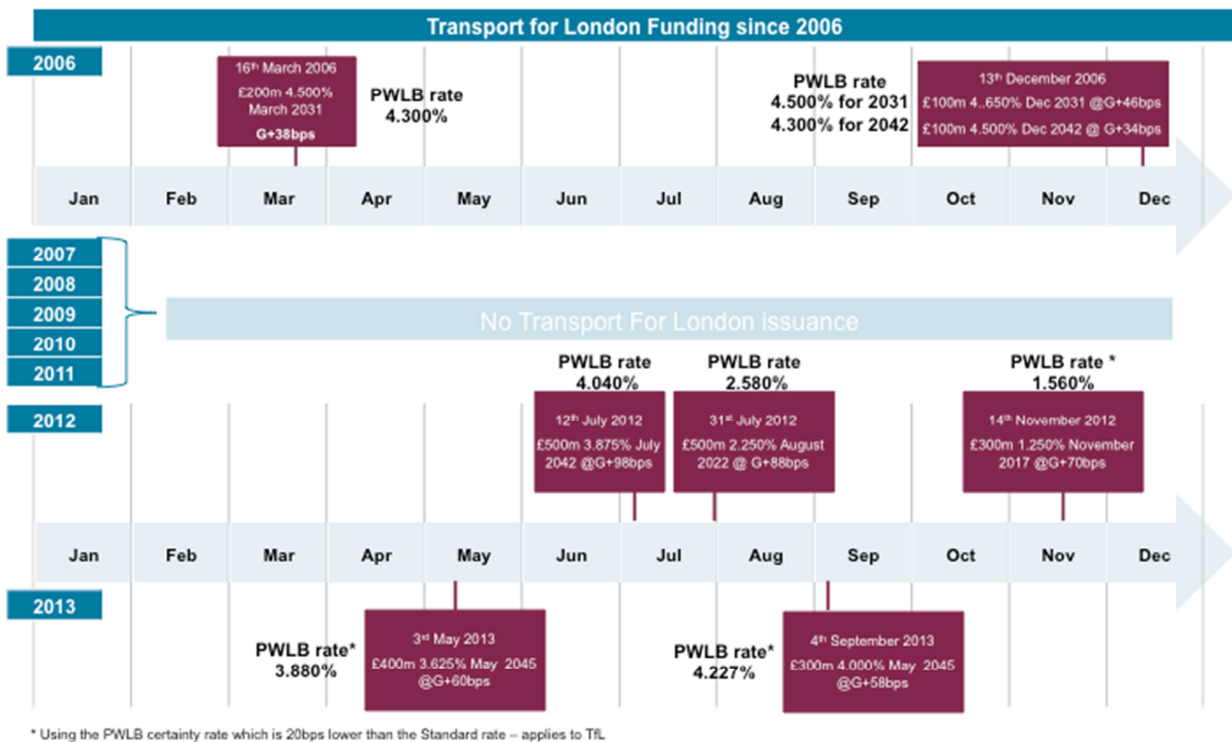 Transport for London Funding since 2006
2006
16th March 2006
£200m 4.500%
March 2031
G+38bps
PWLB rate
4.300%
PWLB rate
4.500% for 2031
4.300% for 2042
13th December 2006
£100m 4..650% Dec 2031 @G+46bps
£100m 4.500% Dec 2042 @ G+34bps
Jan Feb Mar Apr May Jun Jul Aug Sep Oct Nov Dec
2007
2008
2009
2010
2011
No Transport For London issuance
2012
PWLB rate
4.040%
12th July 2012
£500m 3.875% July
2042 @G+98bps
PWLB rate
2.580%
31st July 2012
£500m 2.250% August
2022 @ G+88bps
PWLB rate *
1.560%
14th November 2012
£300m 1.250% November
2017 @G+70bps
Jan Feb Mar Apr May Jun Jul Aug Sep Oct Nov Dec
2013
PWLB rate*
3.880%
3rd May 2013
£400m 3.625% May 2045
@G+60bps
PWLB rate*
4.227%
4th September 2013
£300m 4.000% May 2045
@G+58bps
* Using the PWLB certainty rate which is 20bps lower than the Standard rate – applies to TfL